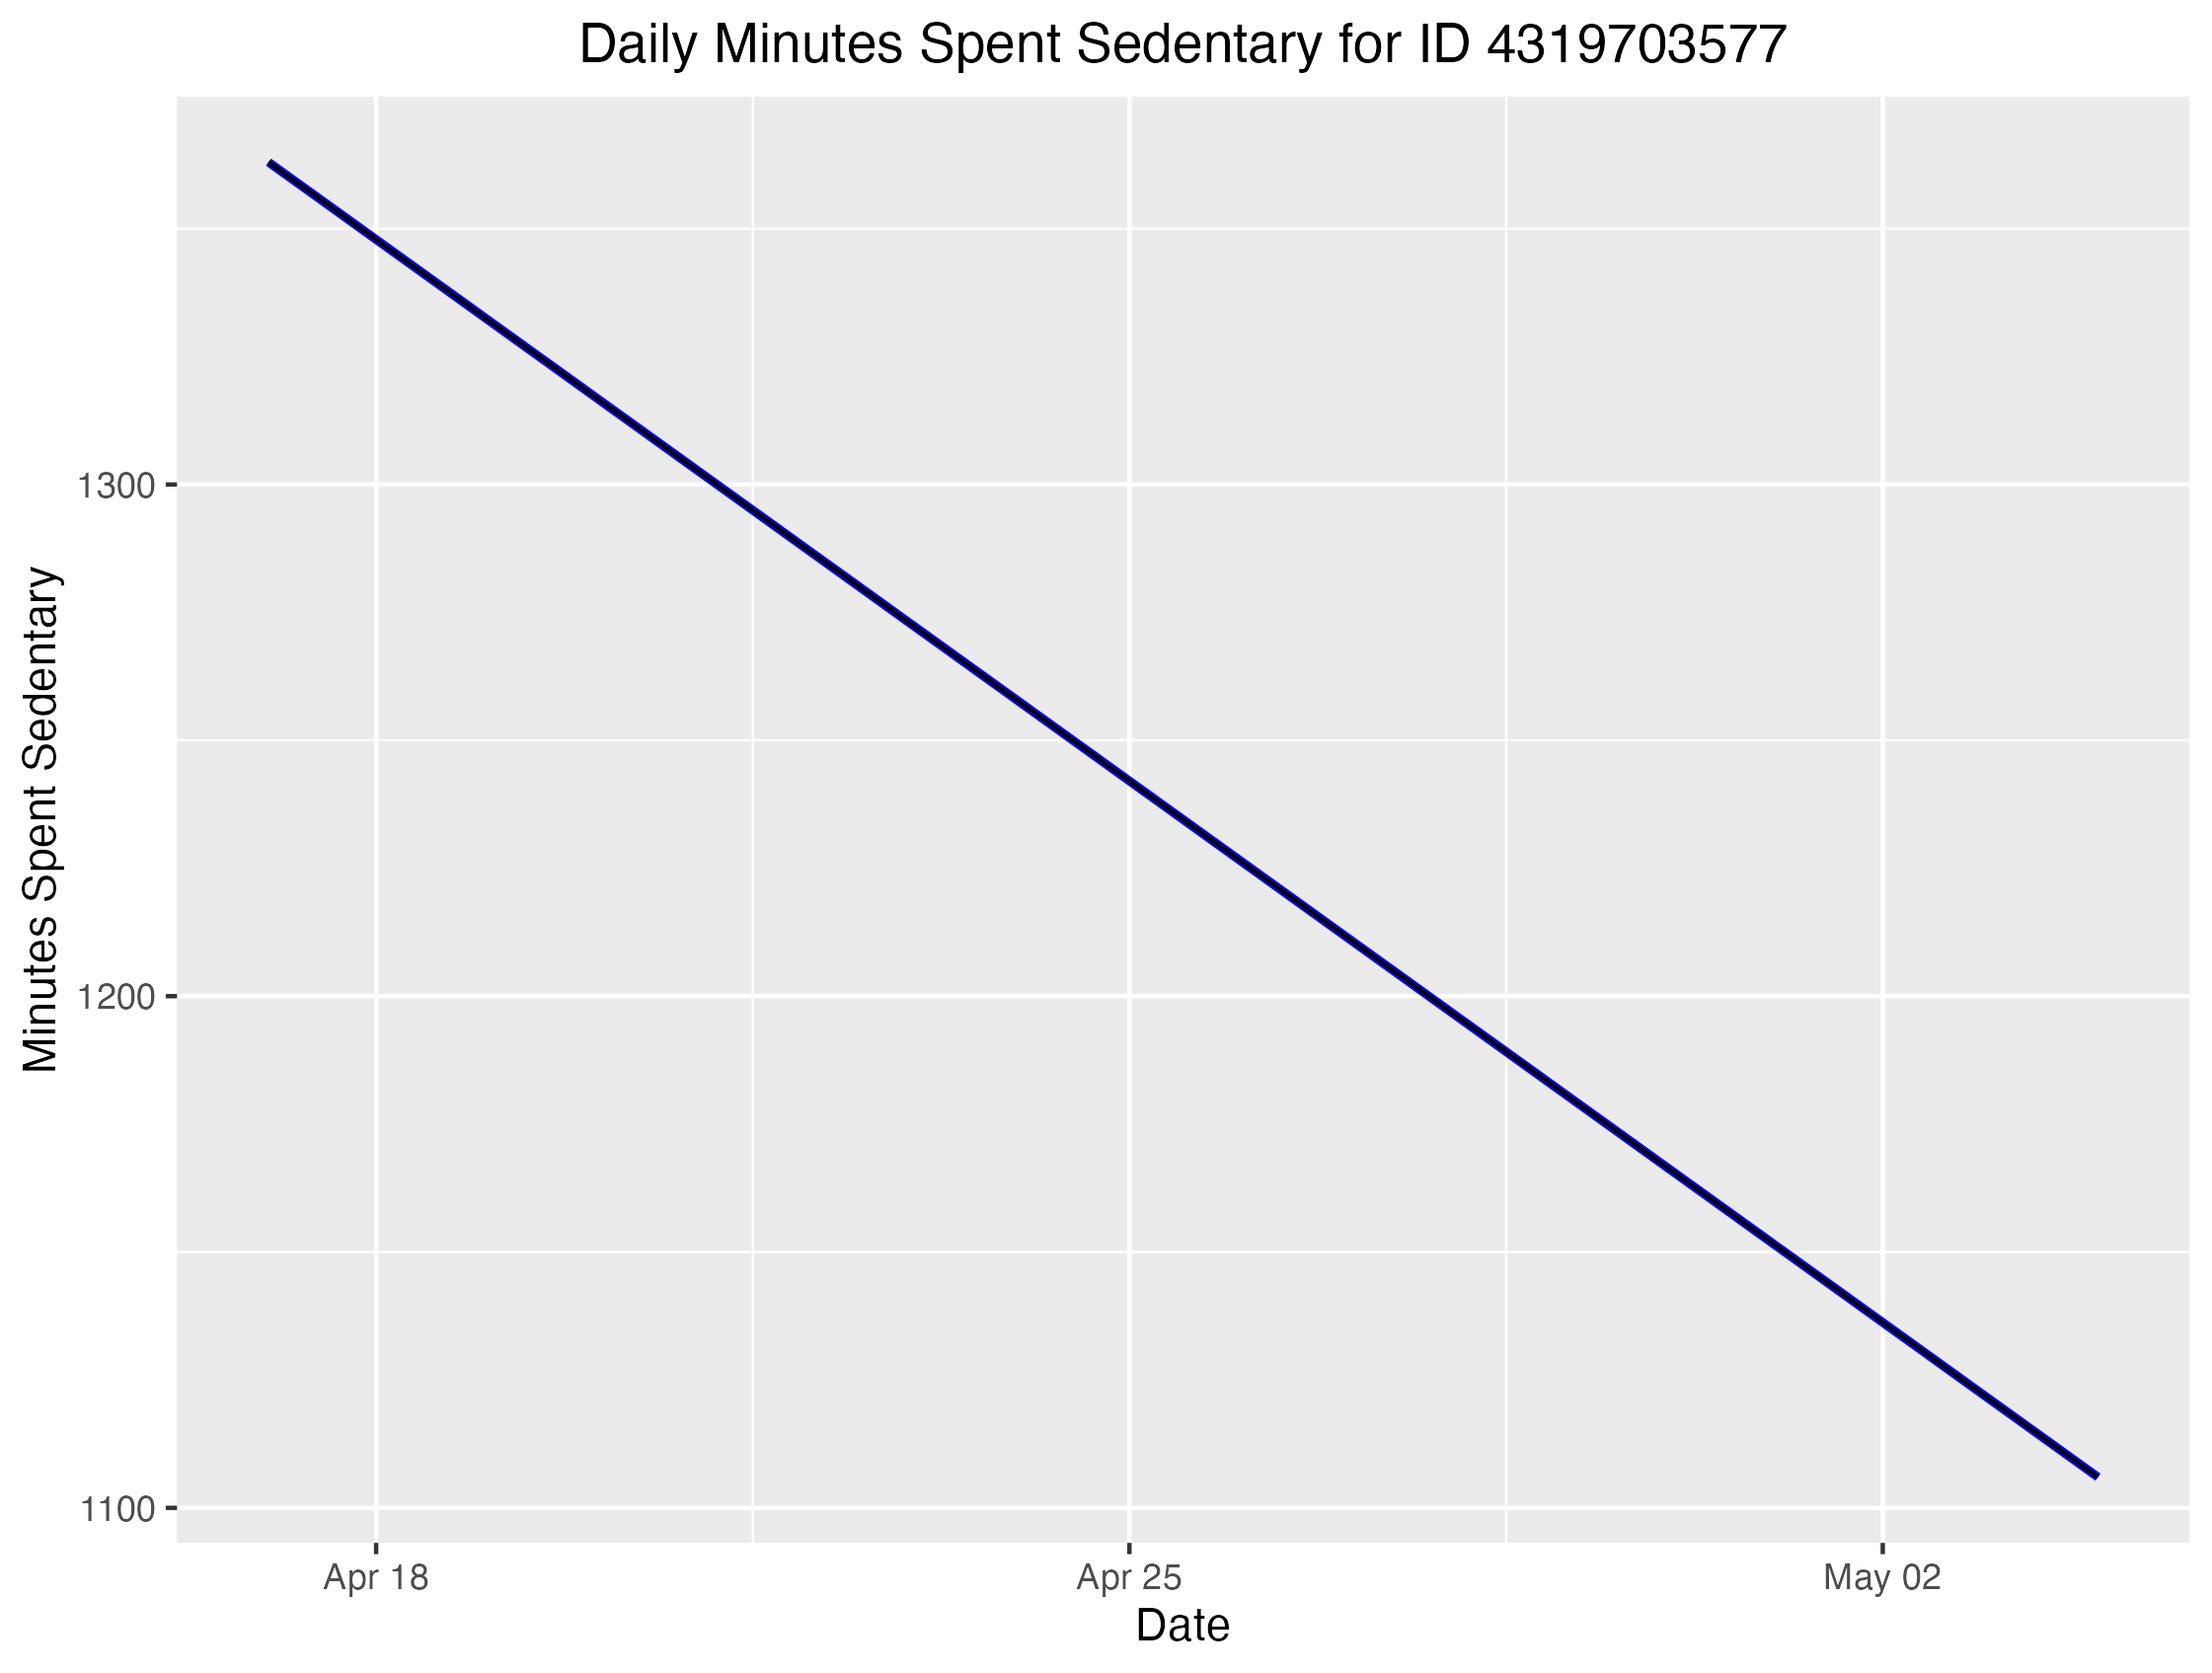 Daily Minutes Spent Sedentary for ID 4319703577
Minutes Spent Sedentary
1300
1200
1100
Apr 18
Apr 25
May 02
Date